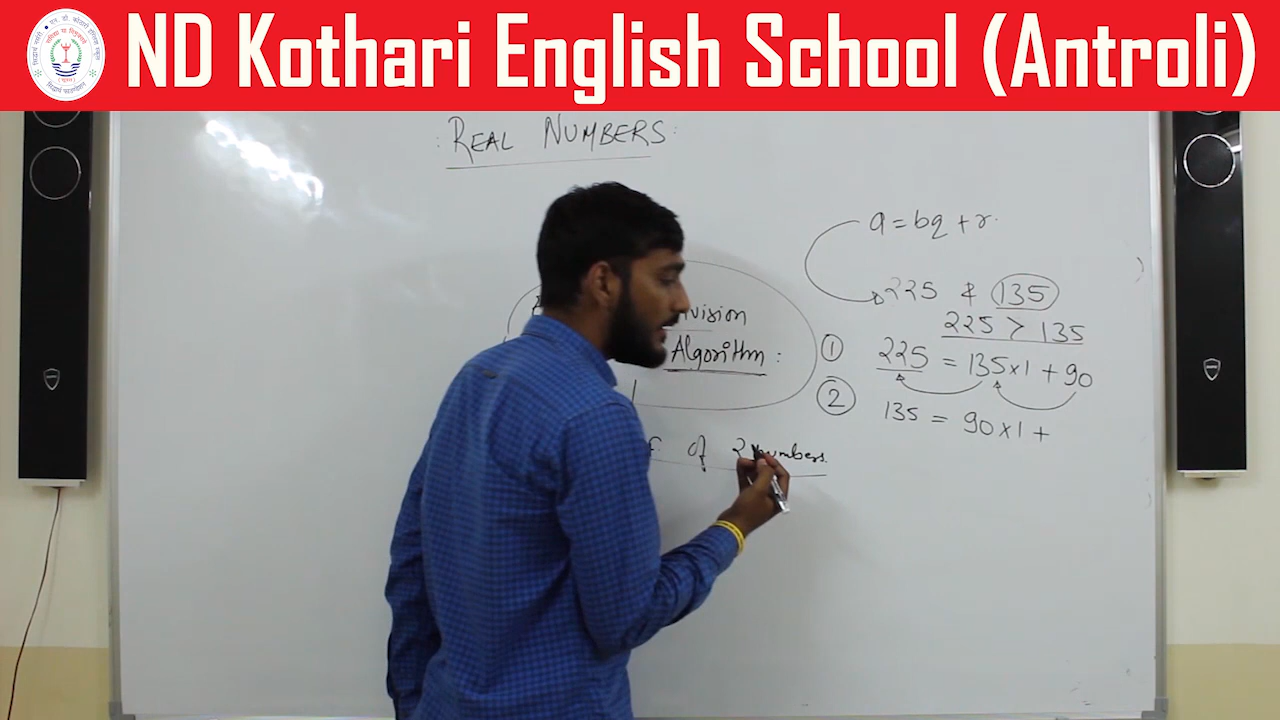 ND Kothari English School (Antroli)
: REAL NUMBERS :
a = bq + r.
225 & 135
225 > 135
Algorithm :
① 225 = 135×1 + 90
② 135 = 90×1 +
of 2 numbers.